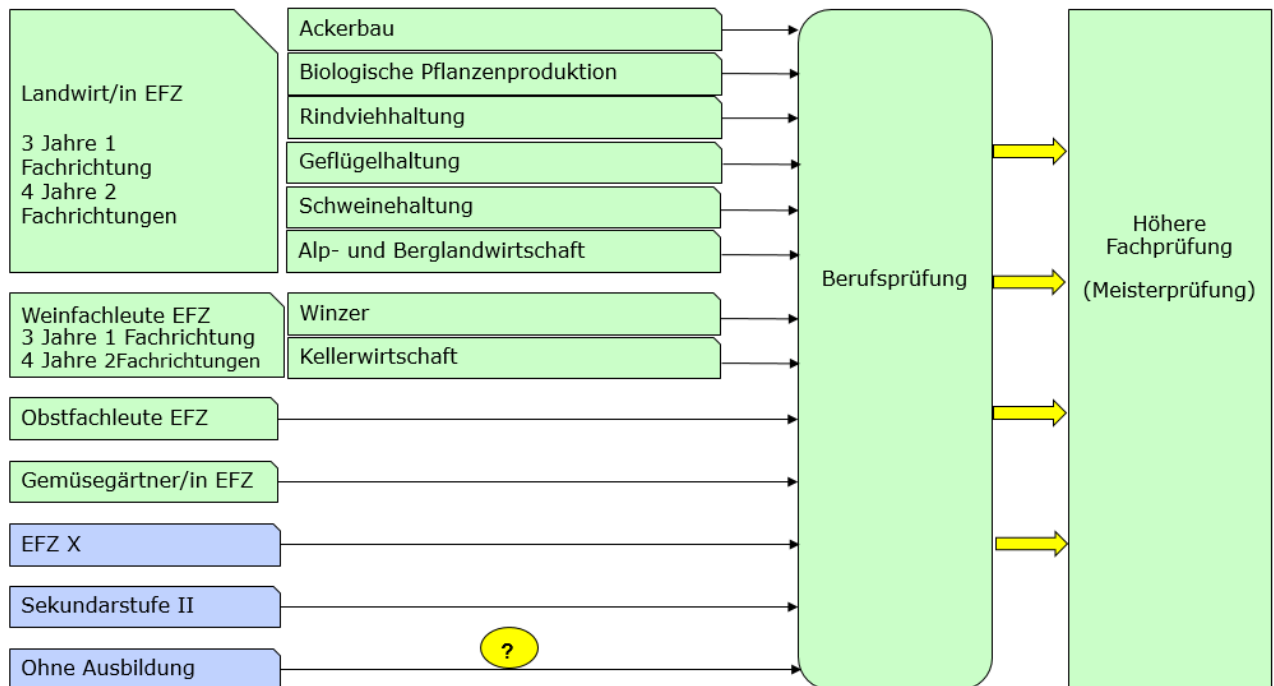 Landwirt/in EFZ
3 Jahre 1
Fachrichtung
4 Jahre 2
Fachrichtungen
Ackerbau
Biologische Pflanzenproduktion
Rindviehhaltung
Geflügelhaltung
Schweinehaltung
Alp- und Berglandwirtschaft
Weinfachleute EFZ
3 Jahre 1 Fachrichtung
4 Jahre 2Fachrichtungen
Winzer
Kellerwirtschaft
Obstfachleute EFZ
Gemüsegärtner/in EFZ
EFZ X
Sekundarstufe II
Ohne Ausbildung
?
Berufsprüfung
Höhere
Fachprüfung
(Meisterprüfung)